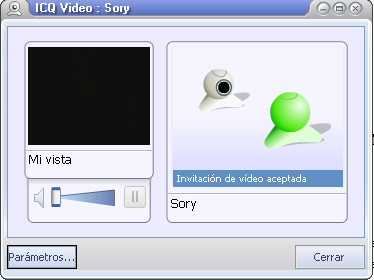 ICQ Video : Sory
Mi vista
Invitación de vídeo aceptada
Sory
Parámetros...
Cerrar